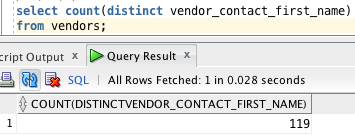 select count(distinct vendor_contact_first_name)
from vendors;
cript Output x Query Result x
SQL | All Rows Fetched: 1 in 0.028 seconds
COUNT(DISTINCTVENDOR_CONTACT_FIRST_NAME)
1 119